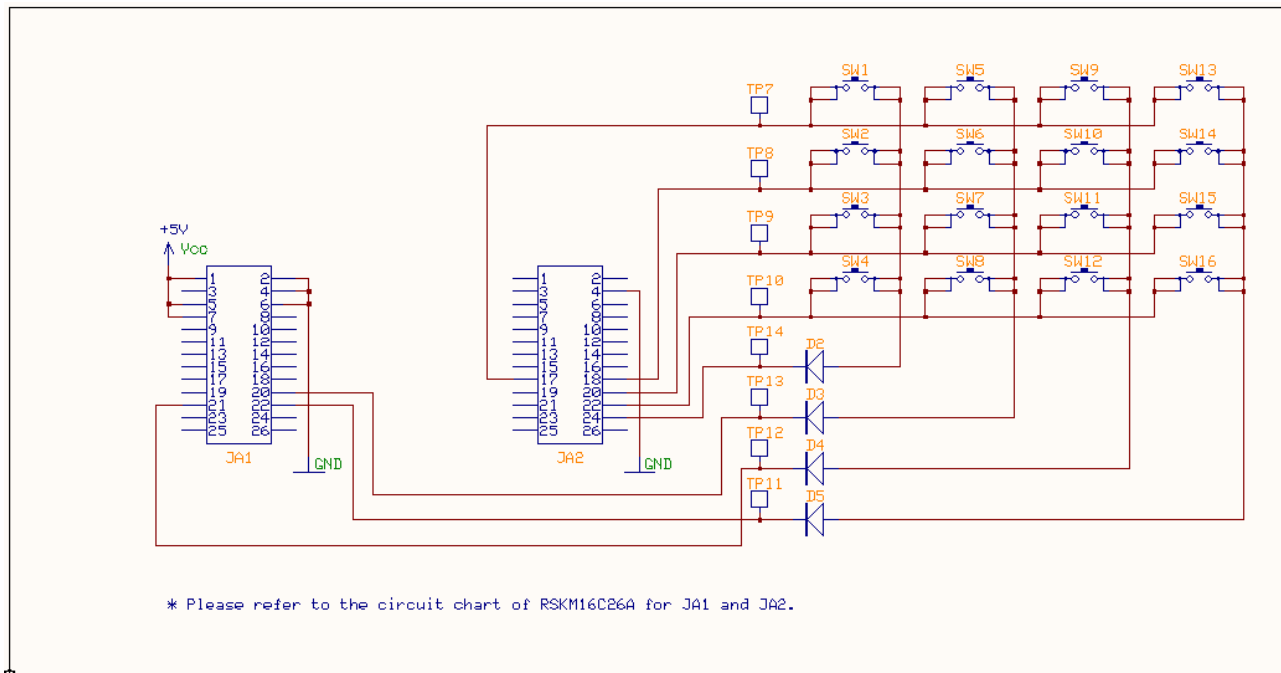 SW1 SW5 SW9 SW13
TP7
SW2 SW6 SW10 SW14
TP8
SW3 SW7 SW11 SW15
TP9
+5V
Vcc
SW4 SW8 SW12 SW16
TP10
1 2 1 2
3 4 3 4
5 6 5 6
7 8 7 8
9 10 9 10
11 12 11 12
13 14 13 14
15 16 15 16
17 18 17 18
19 20 19 20
21 22 21 22
23 24 23 24
25 26 25 26
TP14 D2
TP13 D3
TP12 D4
JA1 GND JA2 GND
TP11 D5
* Please refer to the circuit chart of RSKM16C26A for JA1 and JA2.